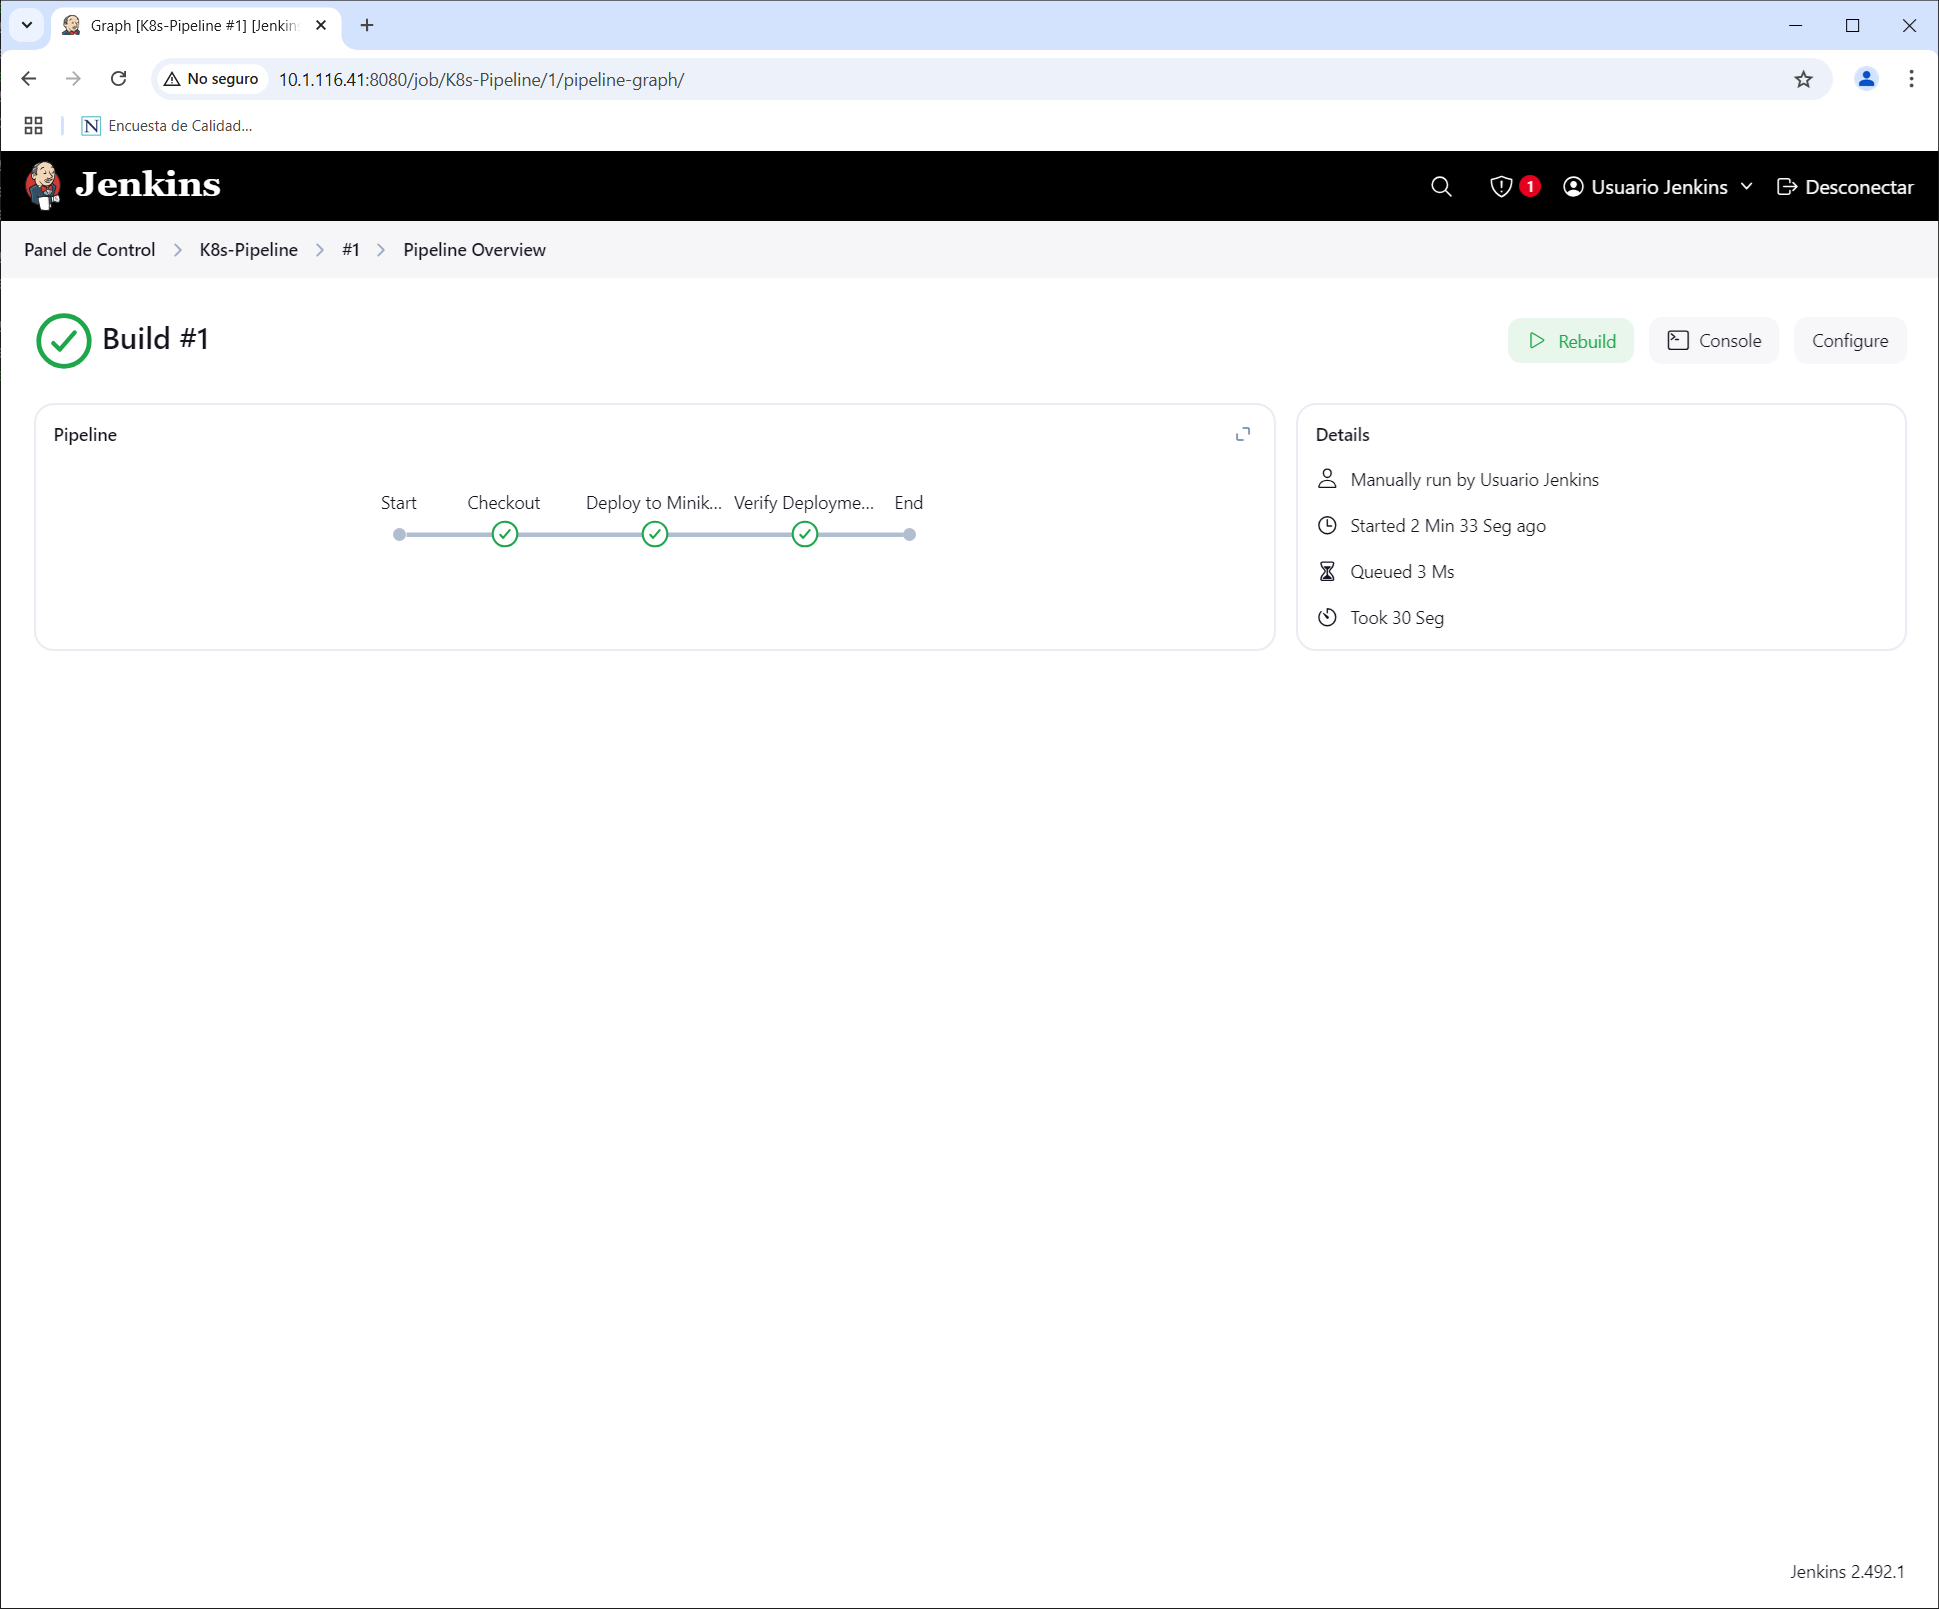 Graph [K8s-Pipeline #1] [Jenkins
No seguro
10.1.116.41:8080/job/K8s-Pipeline/1/pipeline-graph/
N Encuesta de Calidad...
Jenkins
1
Usuario Jenkins
Desconectar
Panel de Control > K8s-Pipeline > #1 > Pipeline Overview
Build #1
Rebuild
Console
Configure
Pipeline
Start
Checkout
Deploy to Minik...
Verify Deployme...
End
Details
Manually run by Usuario Jenkins
Started 2 Min 33 Seg ago
Queued 3 Ms
Took 30 Seg
Jenkins 2.492.1